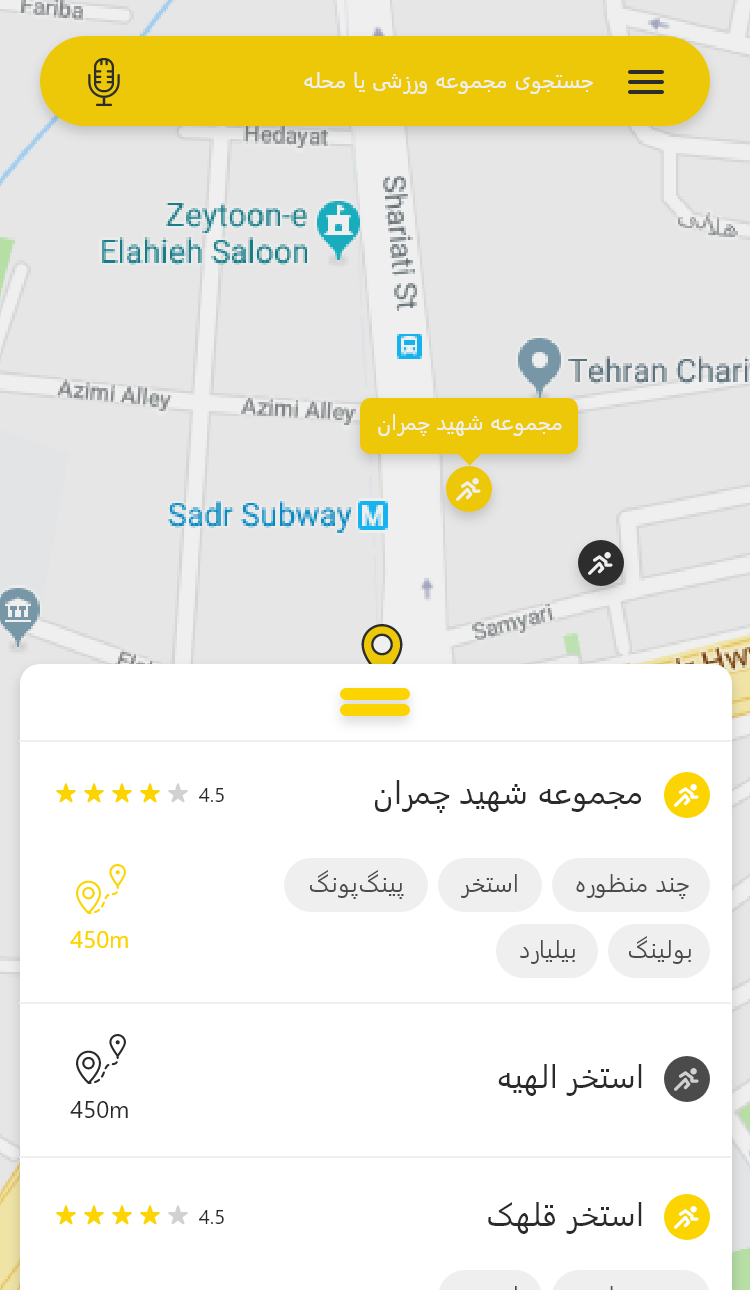 Fariba
جستجوی مجموعه ورزشی یا محله
Hedayat
Zeytoon-e
Elahieh Saloon
Shariati St
هلالی
Tehran Chari
Azimi Alley
Azimi Alley
مجموعه شهید چمران
Sadr Subway
M
Samyari
Hwy
مجموعه شهید چمران
4.5
چند منظوره
استخر
پینگ‌پونگ
450m
بولینگ
بیلیارد
استخر الهیه
450m
استخر قلهک
4.5